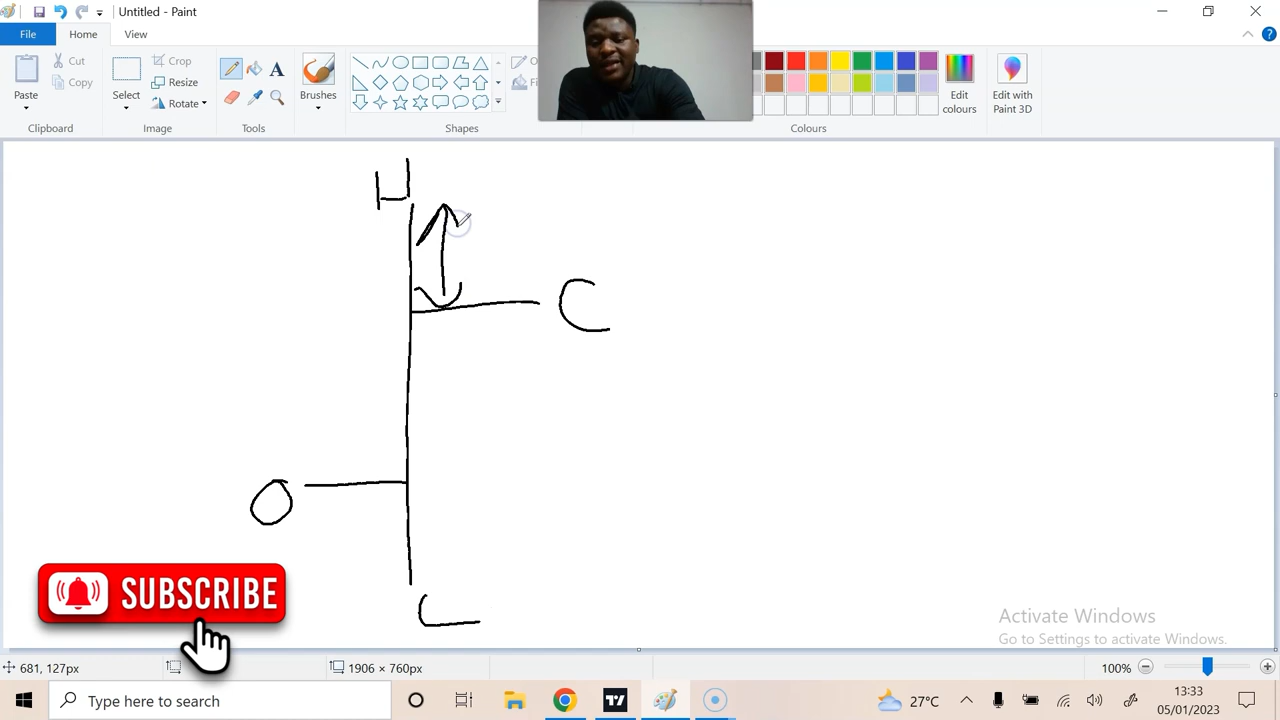 Untitled - Paint
File Home View
Paste
Cut
Copy
Clipboard
Select
Crop
Resize
Rotate
Image
A
Tools
Brushes
Shapes
Edit colours
Edit with Paint 3D
Colours
H
C
O
L
SUBSCRIBE
Activate Windows
Go to Settings to activate Windows.
681, 127px
1906 × 760px
100%
Type here to search
27°C
13:33
05/01/2023